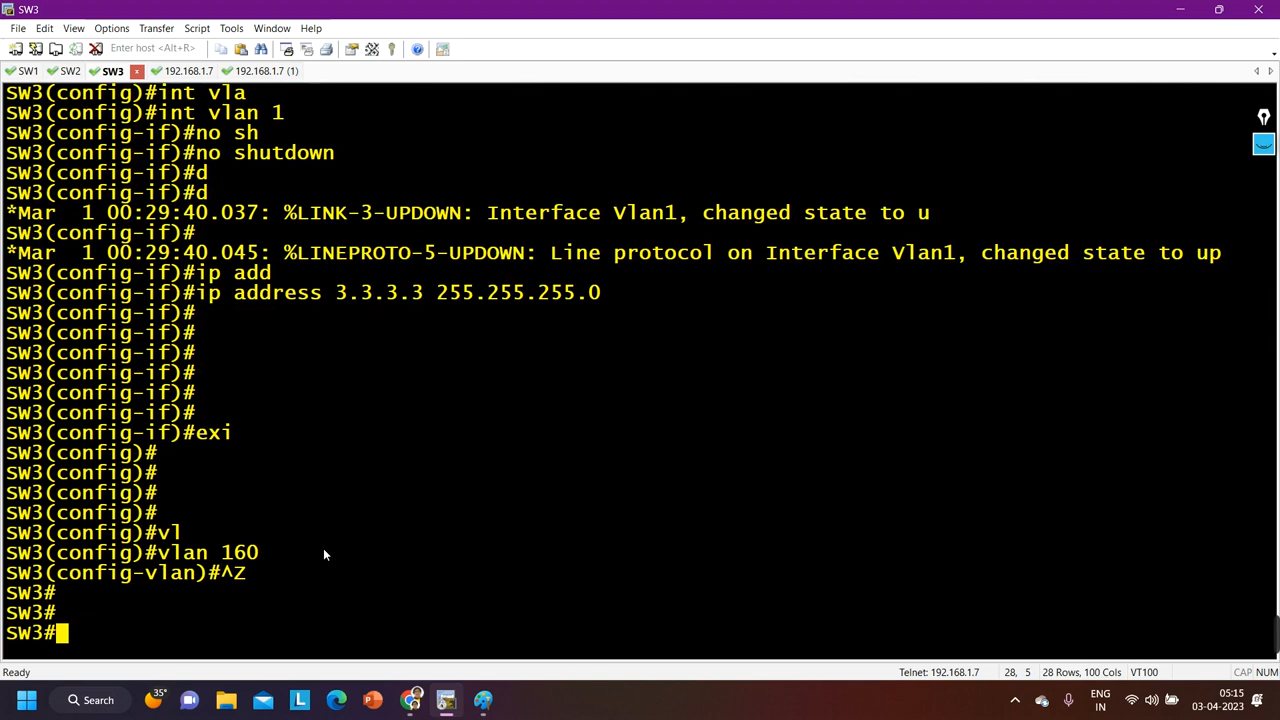 SW3
File Edit View Options Transfer Script Tools Window Help
Enter host <Alt+R>
SW1 SW2 SW3 x 192.168.1.7 192.168.1.7 (1)
SW3(config)#int vla
SW3(config)#int vlan 1
SW3(config-if)#no sh
SW3(config-if)#no shutdown
SW3(config-if)#d
SW3(config-if)#d
*Mar  1 00:29:40.037: %LINK-3-UPDOWN: Interface Vlan1, changed state to u
SW3(config-if)#
*Mar  1 00:29:40.045: %LINEPROTO-5-UPDOWN: Line protocol on Interface Vlan1, changed state to up
SW3(config-if)#ip add
SW3(config-if)#ip address 3.3.3.3 255.255.255.0
SW3(config-if)#
SW3(config-if)#
SW3(config-if)#
SW3(config-if)#
SW3(config-if)#
SW3(config-if)#
SW3(config-if)#exi
SW3(config)#
SW3(config)#
SW3(config)#
SW3(config)#
SW3(config)#vl
SW3(config)#vlan 160
SW3(config-vlan)#^Z
SW3#
SW3#
SW3#
Ready Telnet: 192.168.1.7 28, 5 28 Rows, 100 Cols VT100 CAP NUM
Search 35° L P ENG 05:15
IN 03-04-2023